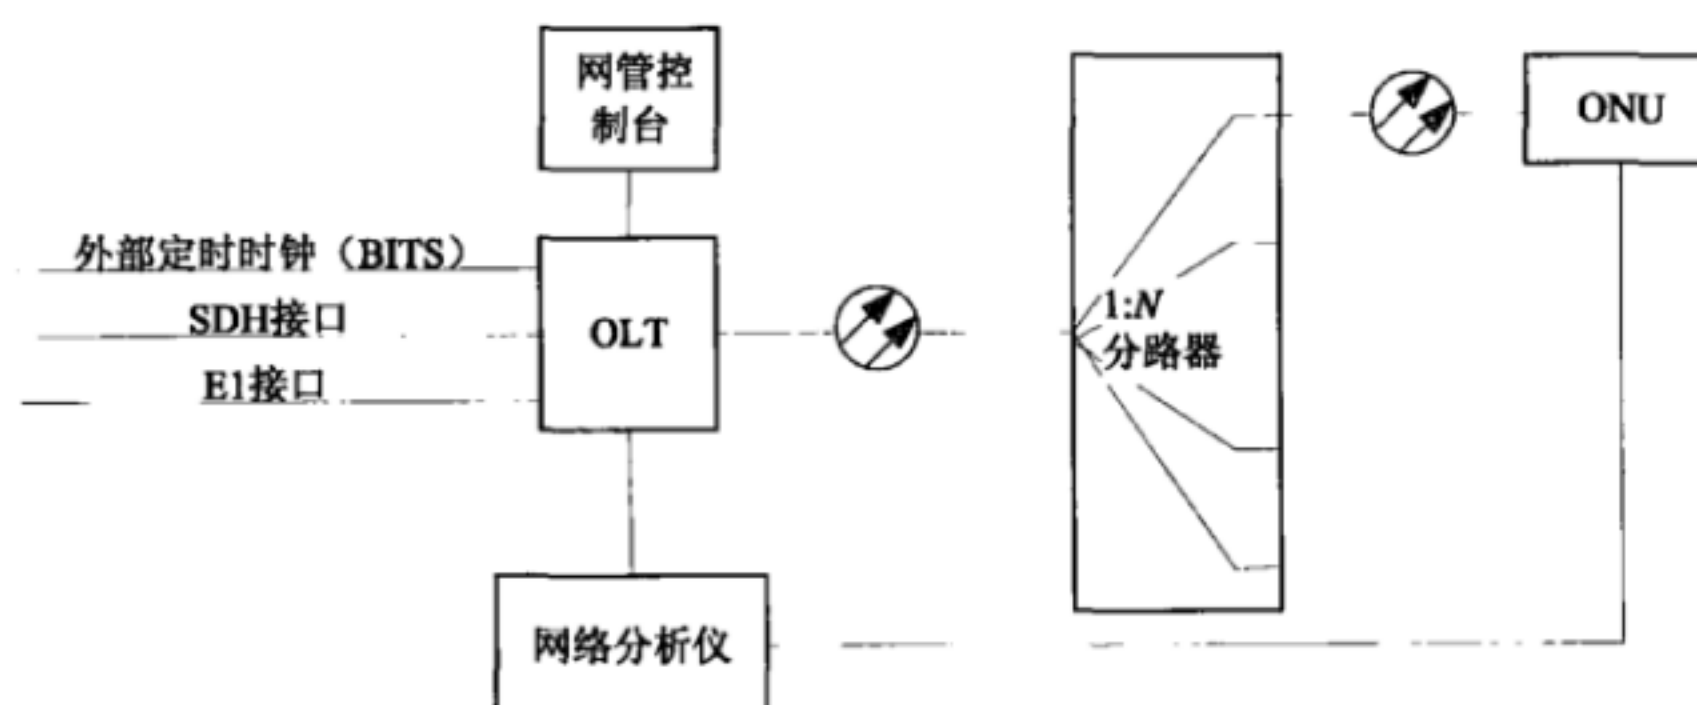 网管控
制台
ONU
外部定时时钟（BITS）
SDH接口
OLT
1:N
分路器
E1接口
网络分析仪